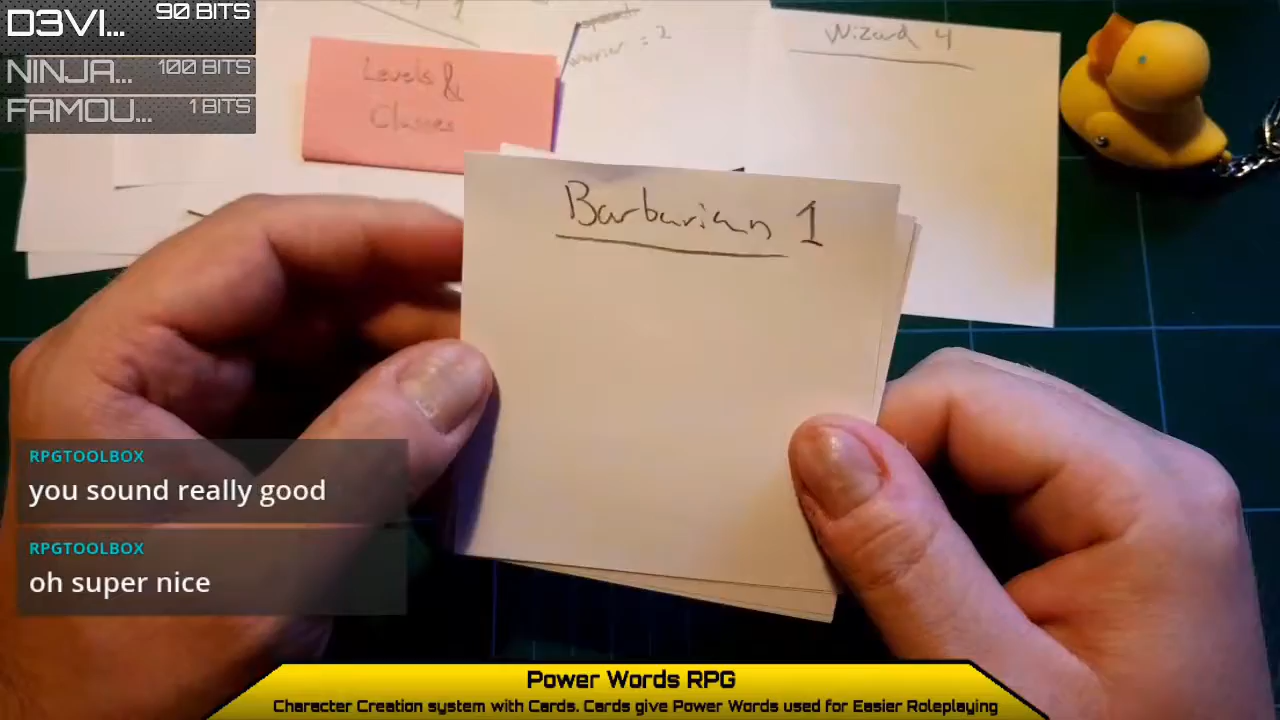 D3VI... 90 BITS
NINJA... 100 BITS
FAMOU... 1 BITS
Levels &
Classes
warrior = 2
Wizard 4
Barbarian 1
RPGTOOLBOX
you sound really good
RPGTOOLBOX
oh super nice
Power Words RPG
Character Creation system with Cards. Cards give Power Words used for Easier Roleplaying